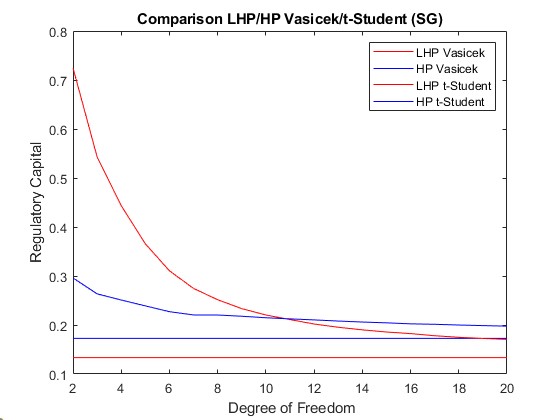 Comparison LHP/HP Vasicek/t-Student (SG)
LHP Vasicek
HP Vasicek
LHP t-Student
HP t-Student
Regulatory Capital
0.8
0.7
0.6
0.5
0.4
0.3
0.2
0.1
2 4 6 8 10 12 14 16 18 20
Degree of Freedom